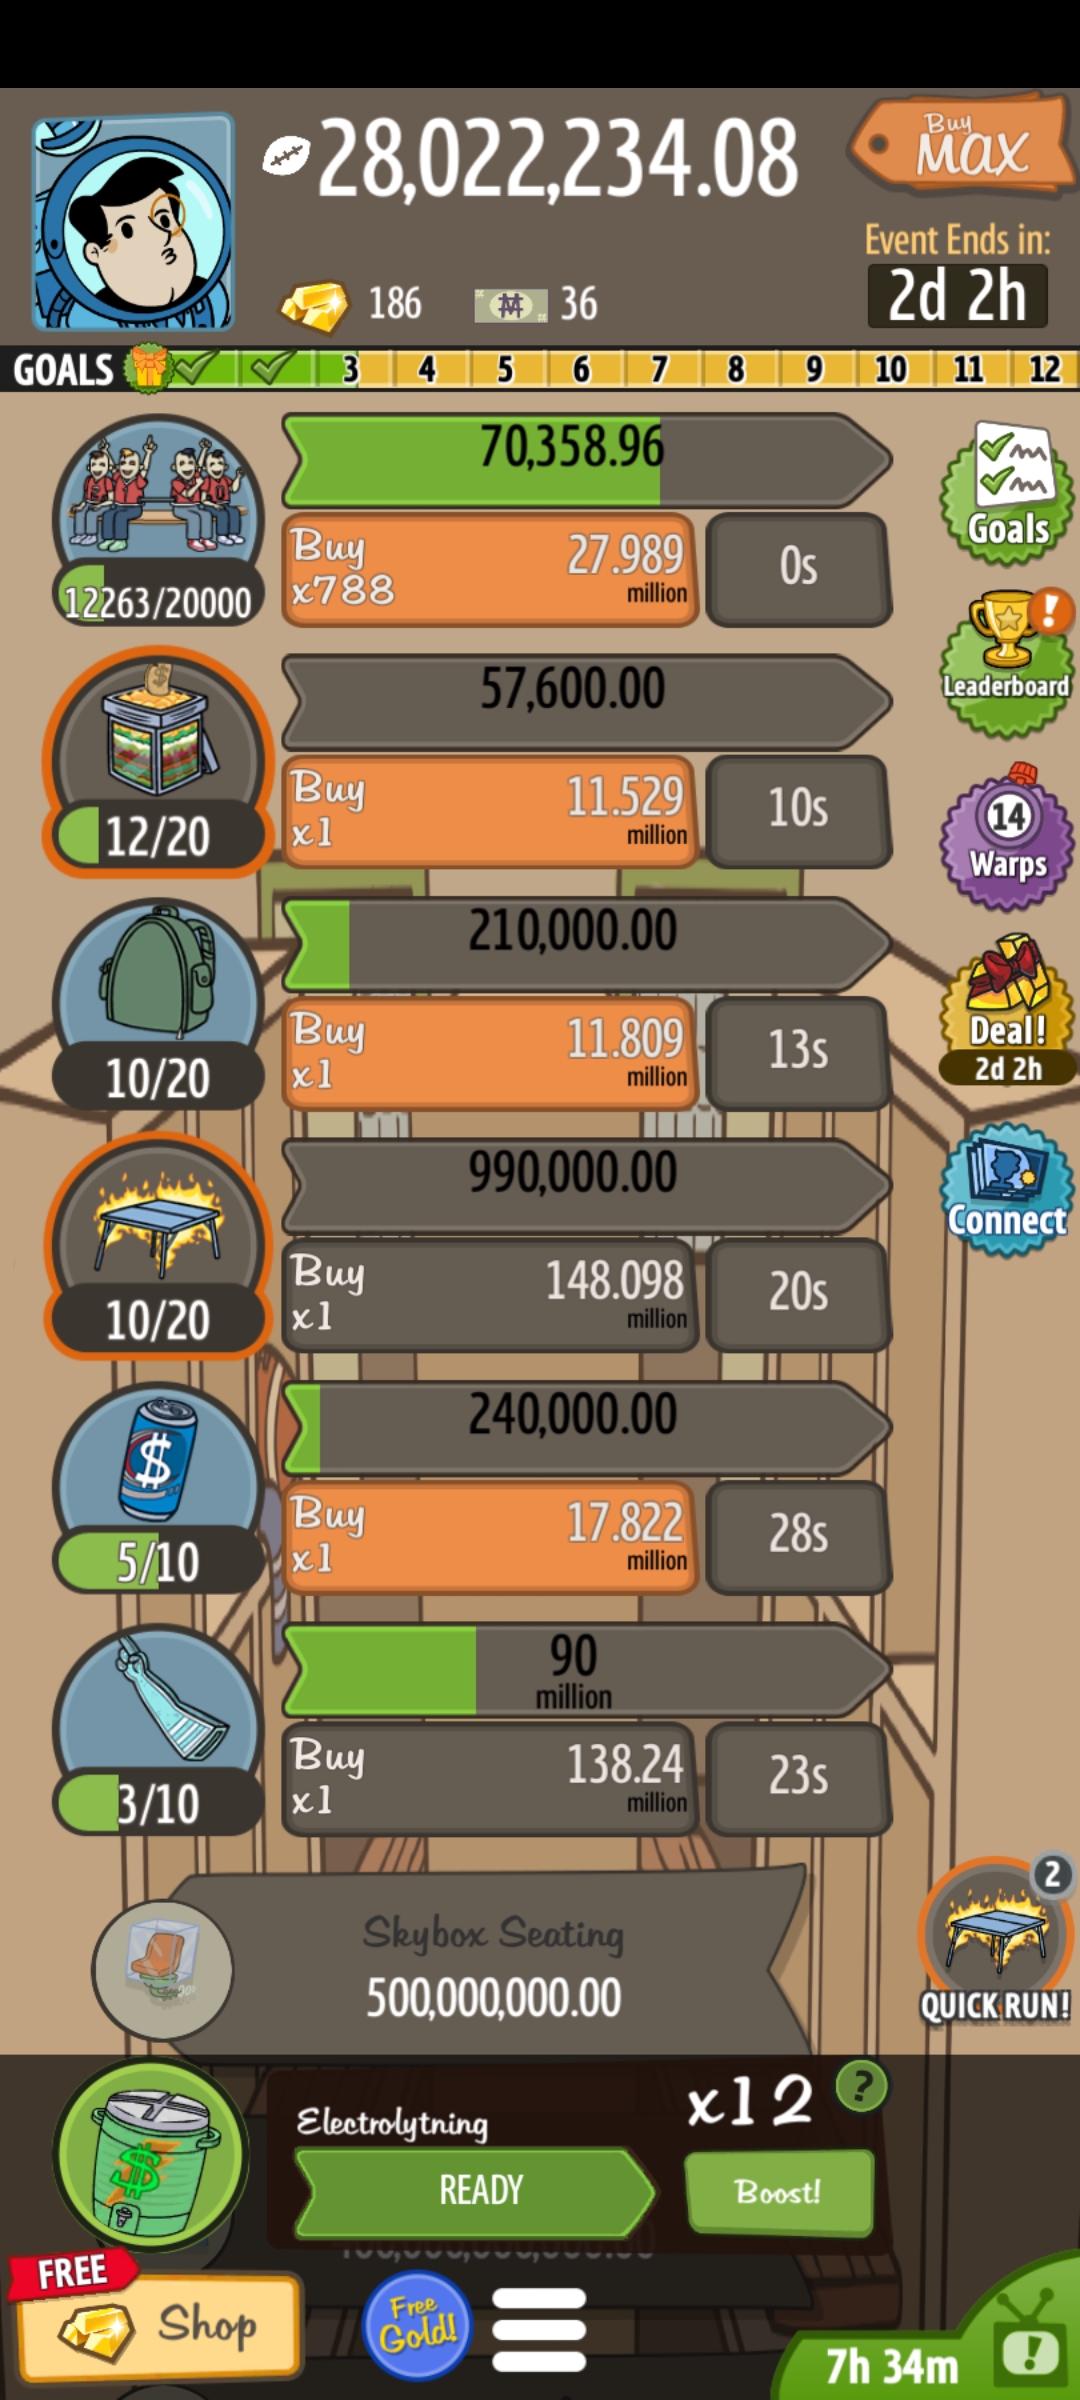 28,022,234.08
Buy
MAX
Event Ends in:
2d 2h
186
36
GOALS 3 4 5 6 7 8 9 10 11 12
70,358.96
Buy
x788
27.989
million
0s
12263/20000
Goals
57,600.00
Buy
x1
11.529
million
10s
12/20
Leaderboard
210,000.00
Buy
x1
11.809
million
13s
10/20
14
Warps
Deal!
2d 2h
990,000.00
Buy
x1
148.098
million
20s
10/20
Connect
240,000.00
Buy
x1
17.822
million
28s
5/10
90
million
Buy
x1
138.24
million
23s
3/10
Skybox Seating
500,000,000.00
2
QUICK RUN!
Electrolytning
x12
?
READY
Boost!
FREE
Shop
Free
Gold!
7h 34m